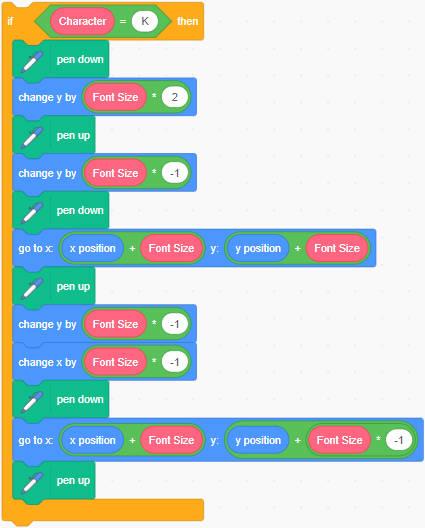 if Character = K then
pen down
change y by Font Size * 2
pen up
change y by Font Size * -1
pen down
go to x: x position + Font Size y: y position + Font Size
pen up
change y by Font Size * -1
change x by Font Size * -1
pen down
go to x: x position + Font Size y: y position + Font Size * -1
pen up